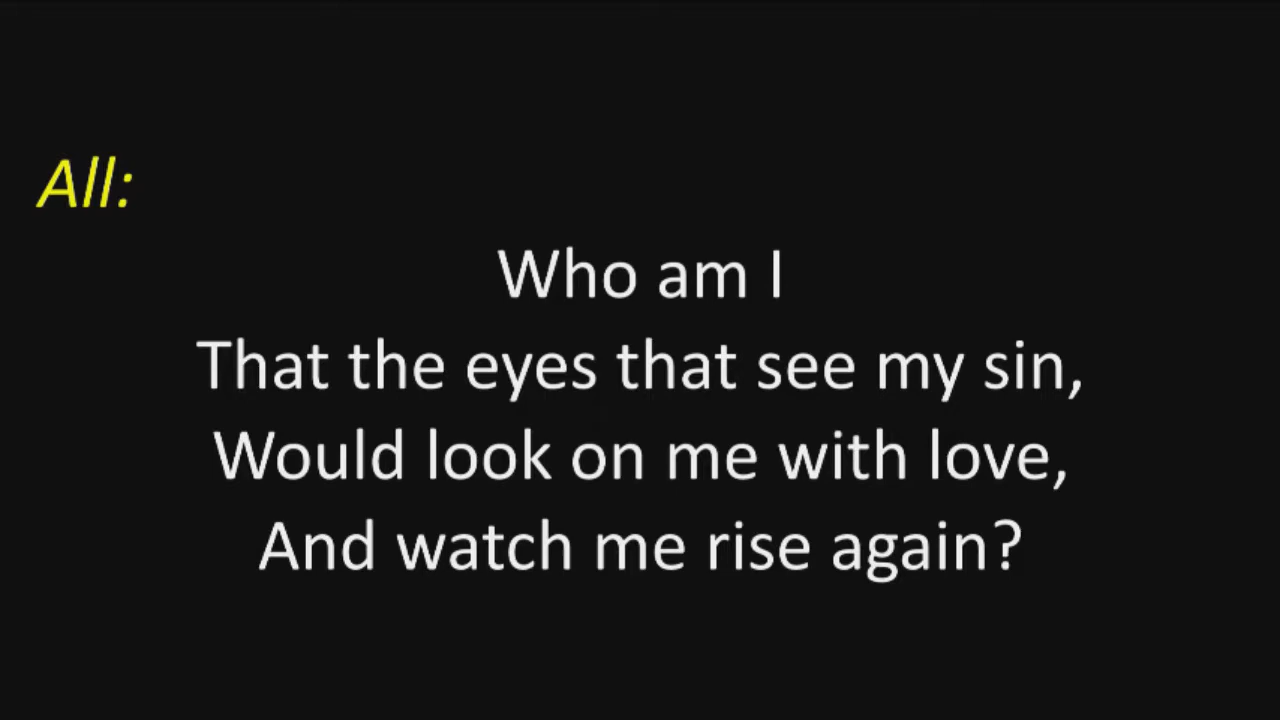 All:
Who am I
That the eyes that see my sin,
Would look on me with love,
And watch me rise again?